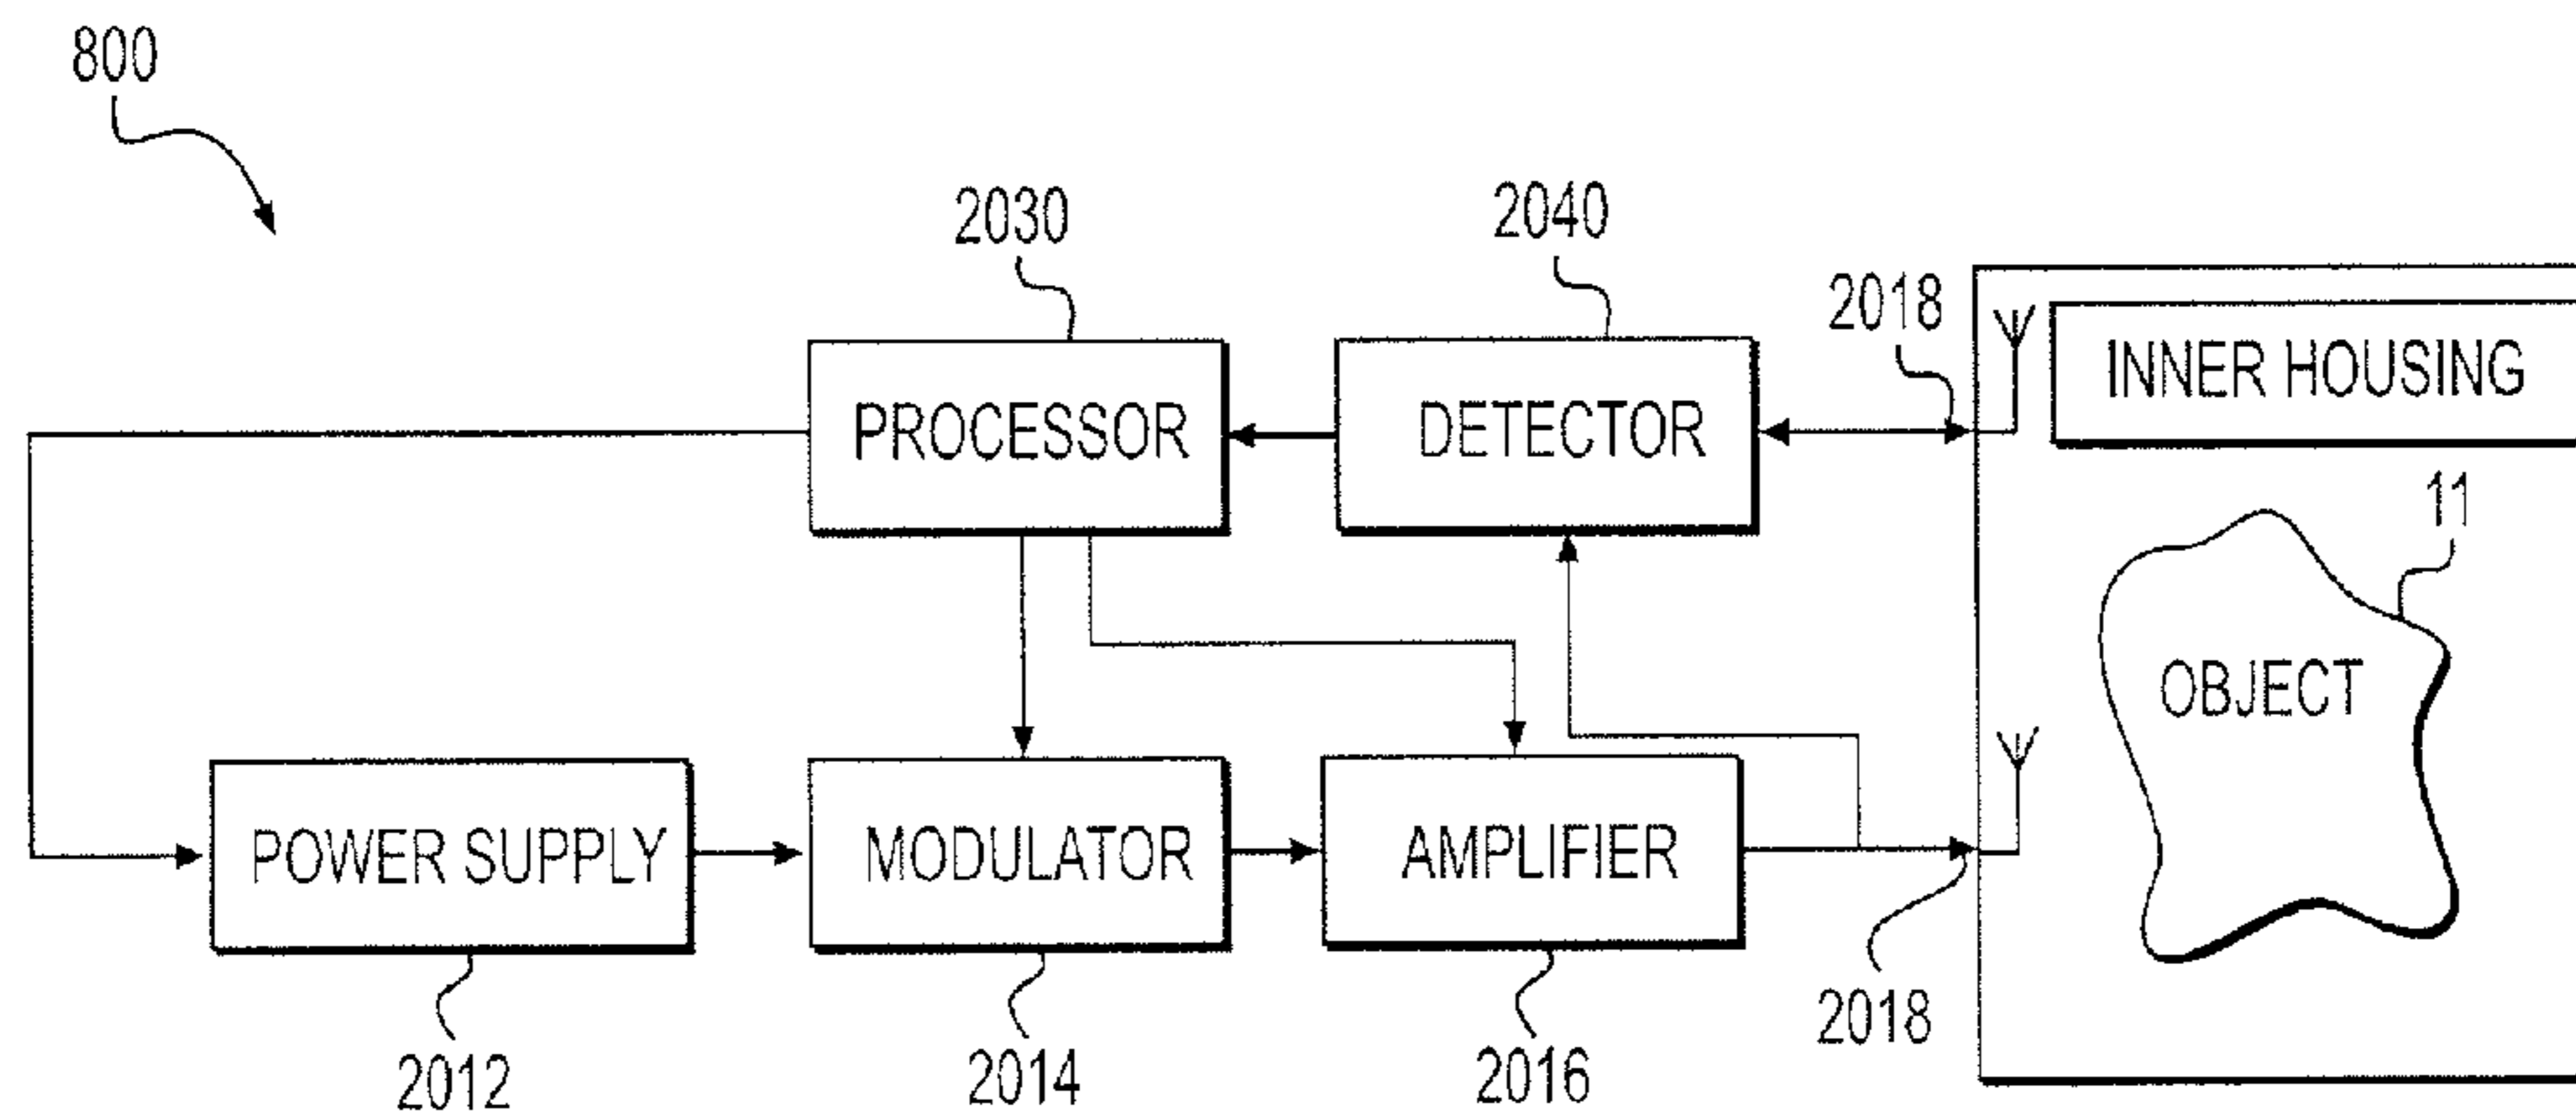 800
2030
2040
2018
INNER HOUSING
PROCESSOR
DETECTOR
11
OBJECT
POWER SUPPLY
MODULATOR
AMPLIFIER
2018
2012
2014
2016